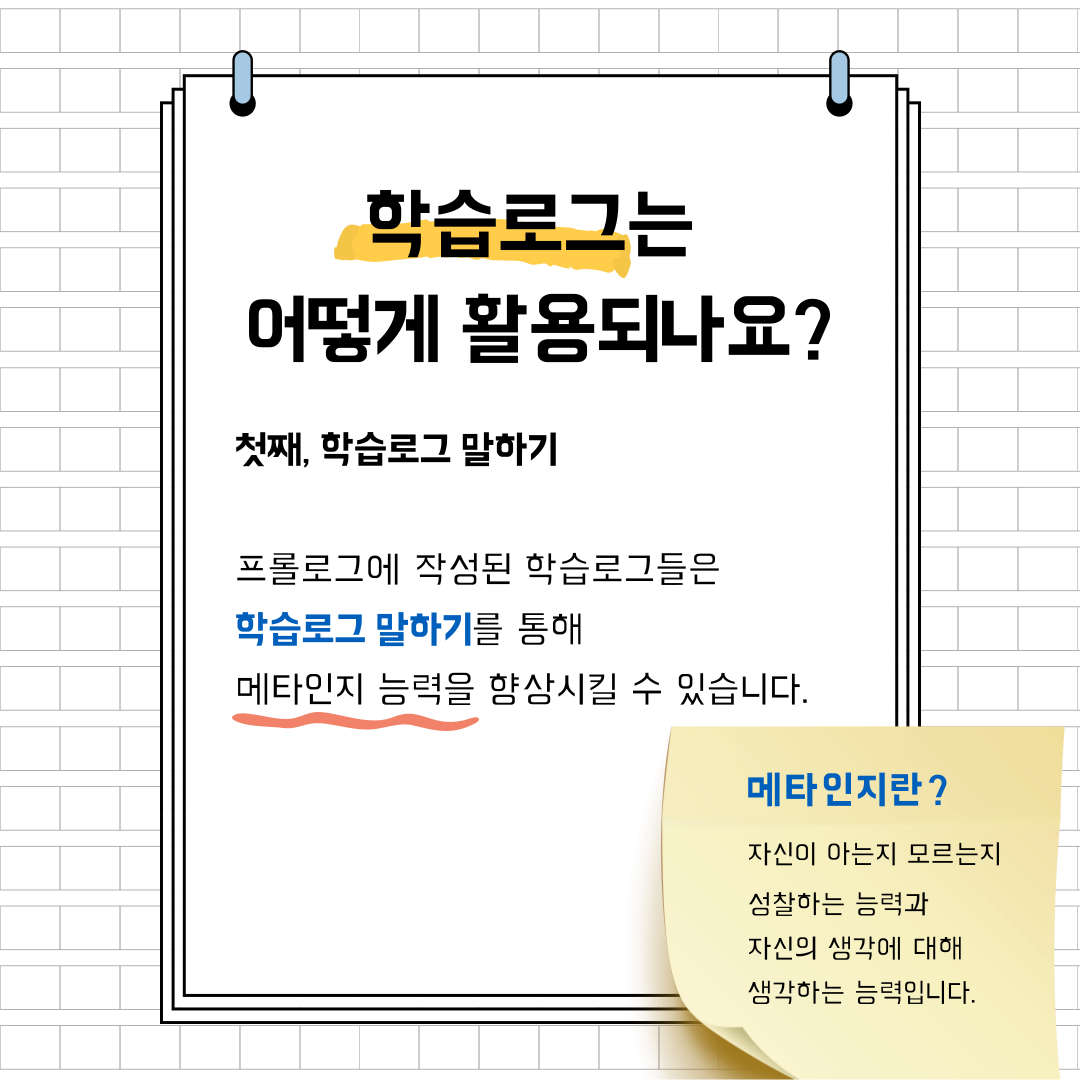 학습로그는
어떻게 활용되나요?
첫째, 학습로그 말하기
프롤로그에 작성된 학습로그들은
학습로그 말하기를 통해
메타인지 능력을 향상시킬 수 있습니다.
메타인지란?
자신이 아는지 모르는지
성찰하는 능력과
자신의 생각에 대해
생각하는 능력입니다.